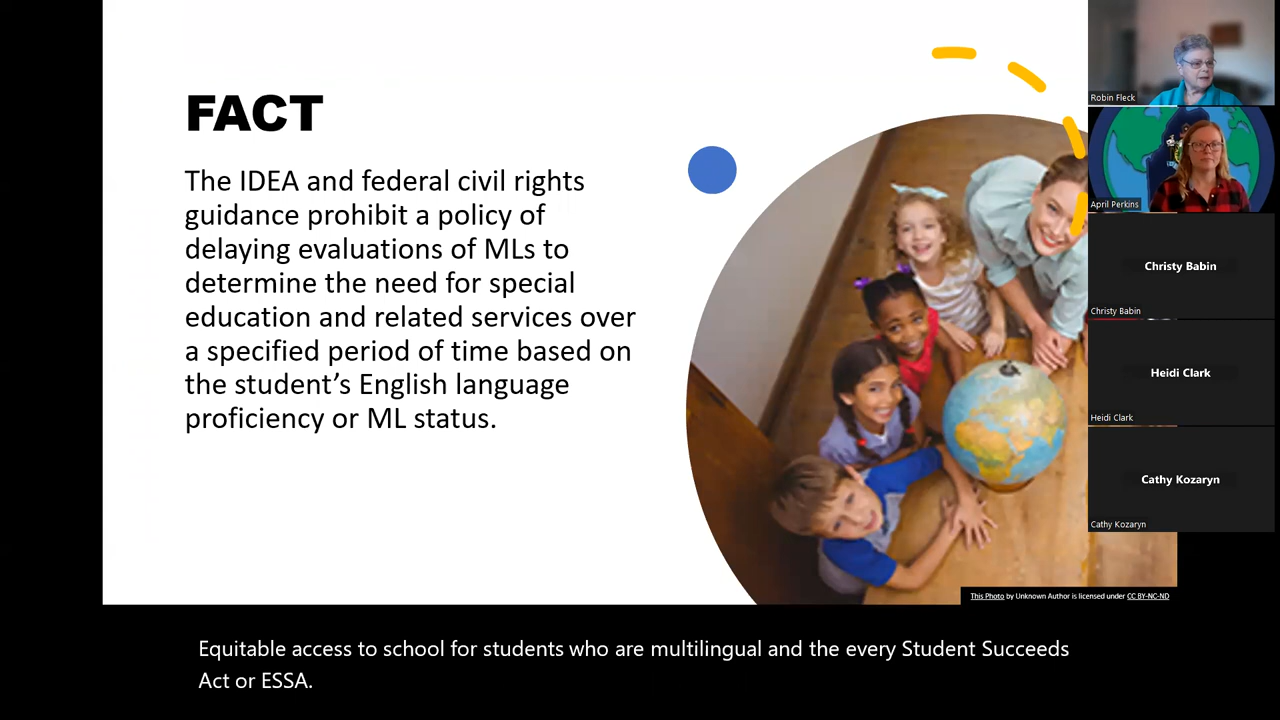 FACT
The IDEA and federal civil rights
guidance prohibit a policy of
delaying evaluations of MLs to
determine the need for special
education and related services over
a specified period of time based on
the student’s English language
proficiency or ML status.
This Photo by Unknown Author is licensed under CC BY-NC-ND
Robin Fleck
April Perkins
Christy Babin
Christy Babin
Heidi Clark
Heidi Clark
Cathy Kozaryn
Cathy Kozaryn
Equitable access to school for students who are multilingual and the every Student Succeeds
Act or ESSA.